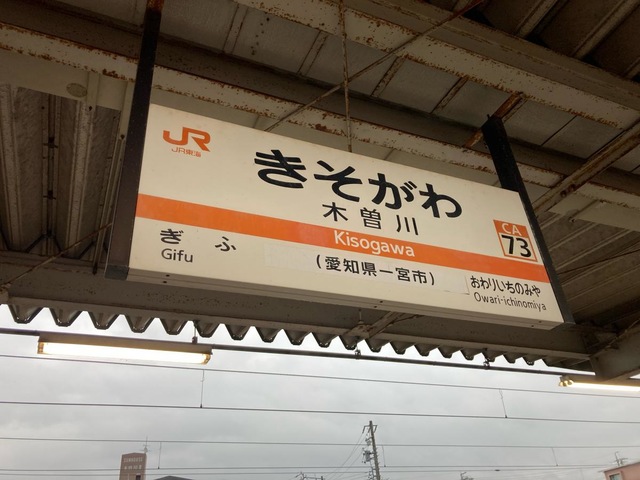 JR
JR東海
きそがわ
木曽川
CA
73
Kisogawa
ぎふ
Gifu
(愛知県一宮市)
おわりいちのみや
Owari-ichinomiya